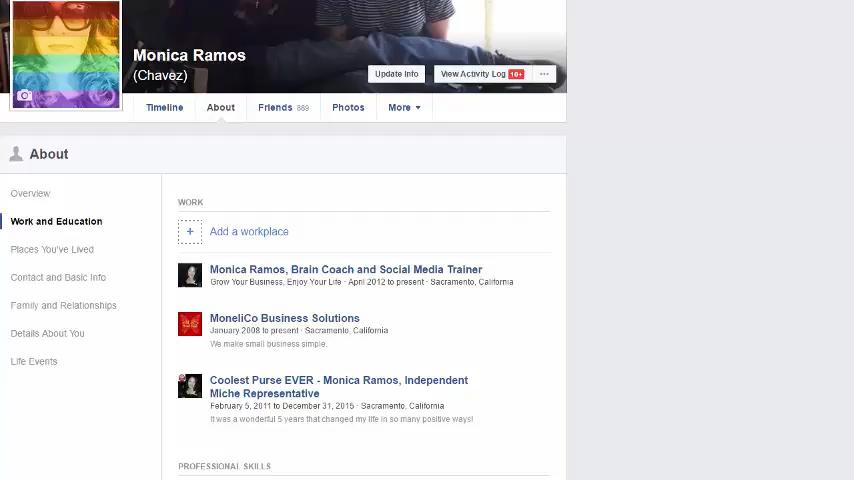 Monica Ramos
(Chavez)
Update Info
View Activity Log 10+
...
Timeline
About
Friends 889
Photos
More
About
Overview
Work and Education
Places You've Lived
Contact and Basic Info
Family and Relationships
Details About You
Life Events
WORK
+ Add a workplace
Monica Ramos, Brain Coach and Social Media Trainer
Grow Your Business, Enjoy Your Life · April 2012 to present · Sacramento, California
MoneliCo Business Solutions
January 2008 to present · Sacramento, California
We make small business simple.
Coolest Purse EVER - Monica Ramos, Independent
Miche Representative
February 5, 2011 to December 31, 2015 · Sacramento, California
It was a wonderful 5 years that changed my life in so many positive ways!
PROFESSIONAL SKILLS